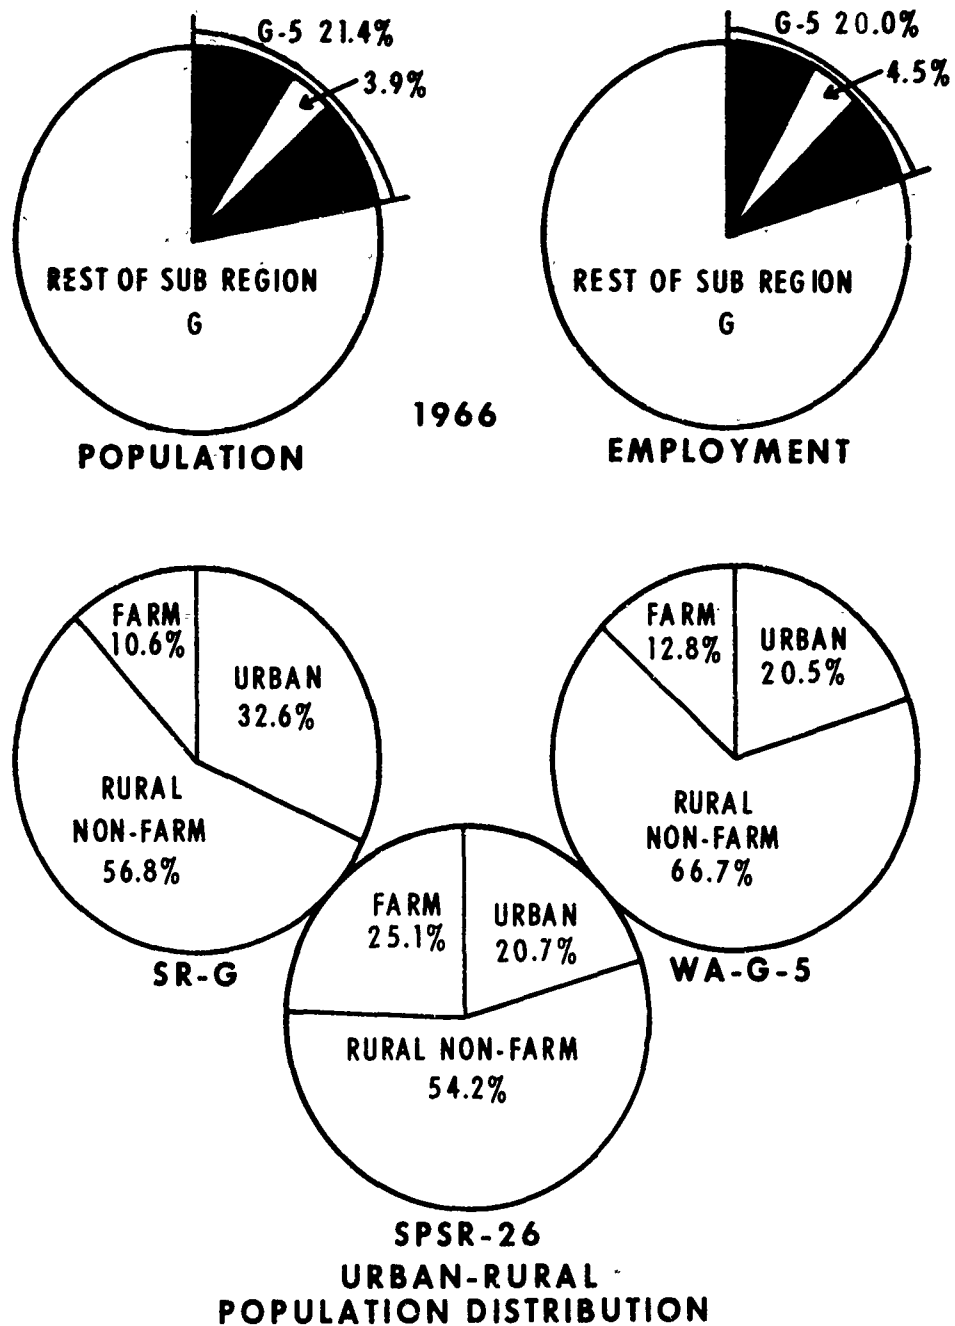 G-5 21.4%
3.9%
REST OF SUB REGION
G
POPULATION
G-5 20.0%
4.5%
REST OF SUB REGION
G
EMPLOYMENT
1966
FARM
10.6%
URBAN
32.6%
RURAL
NON-FARM
56.8%
SR-G
FARM
12.8%
URBAN
20.5%
RURAL
NON-FARM
66.7%
WA-G-5
FARM
25.1%
URBAN
20.7%
RURAL NON-FARM
54.2%
SPSR-26
URBAN-RURAL
POPULATION DISTRIBUTION